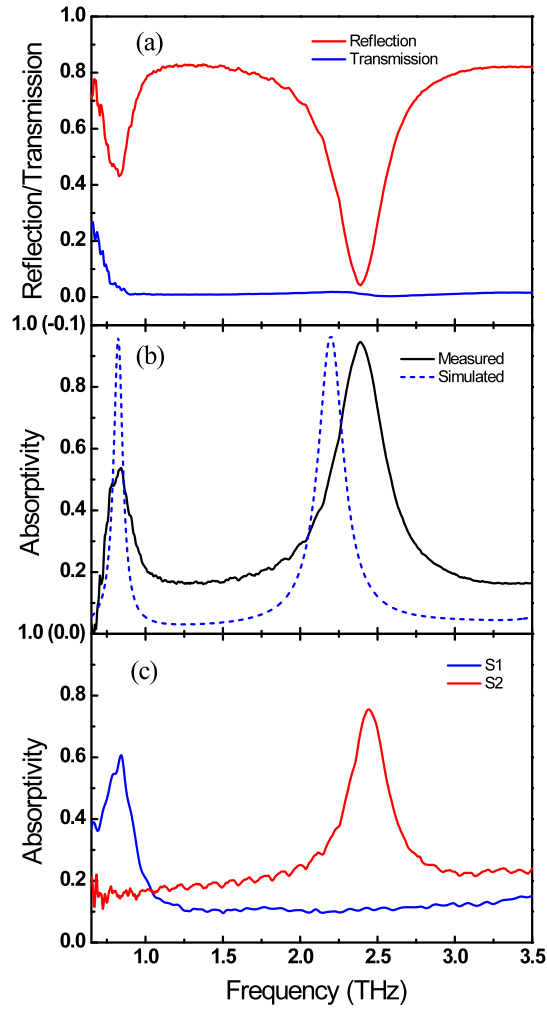 1.0
(a)
Reflection
Transmission
0.8
0.6
0.4
0.2
0.0
Reflection/Transmission
1.0 (-0.1)
(b)
Measured
Simulated
0.8
0.6
0.4
0.2
Absorptivity
1.0 (0.0)
(c)
S1
S2
0.8
0.6
0.4
0.2
0.0
Absorptivity
1.0 1.5 2.0 2.5 3.0 3.5
Frequency (THz)